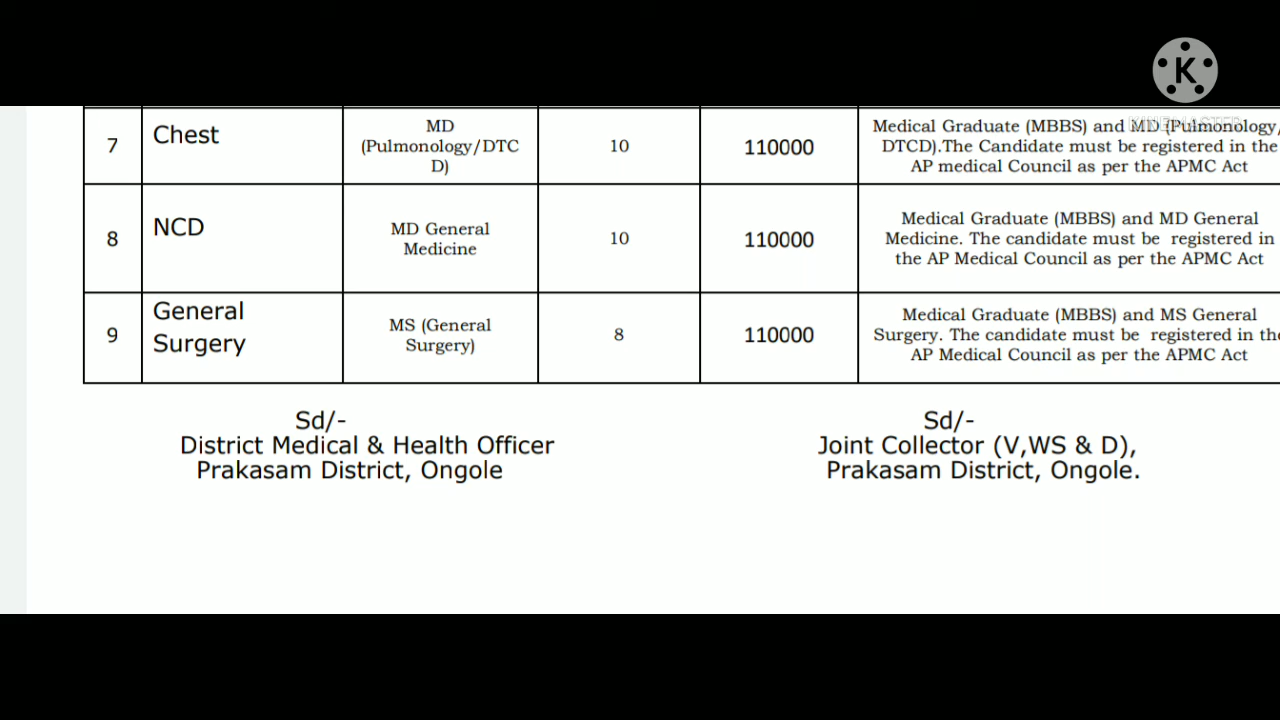 K
KINEMASTER
7
Chest
MD
(Pulmonology/DTC
D)
10
110000
Medical Graduate (MBBS) and MD (Pulmonology/
DTCD).The Candidate must be registered in the
AP medical Council as per the APMC Act
8
NCD
MD General
Medicine
10
110000
Medical Graduate (MBBS) and MD General
Medicine. The candidate must be registered in
the AP Medical Council as per the APMC Act
9
General
Surgery
MS (General
Surgery)
8
110000
Medical Graduate (MBBS) and MS General
Surgery. The candidate must be registered in the
AP Medical Council as per the APMC Act
Sd/-
District Medical & Health Officer
Prakasam District, Ongole
Sd/-
Joint Collector (V,WS & D),
Prakasam District, Ongole.